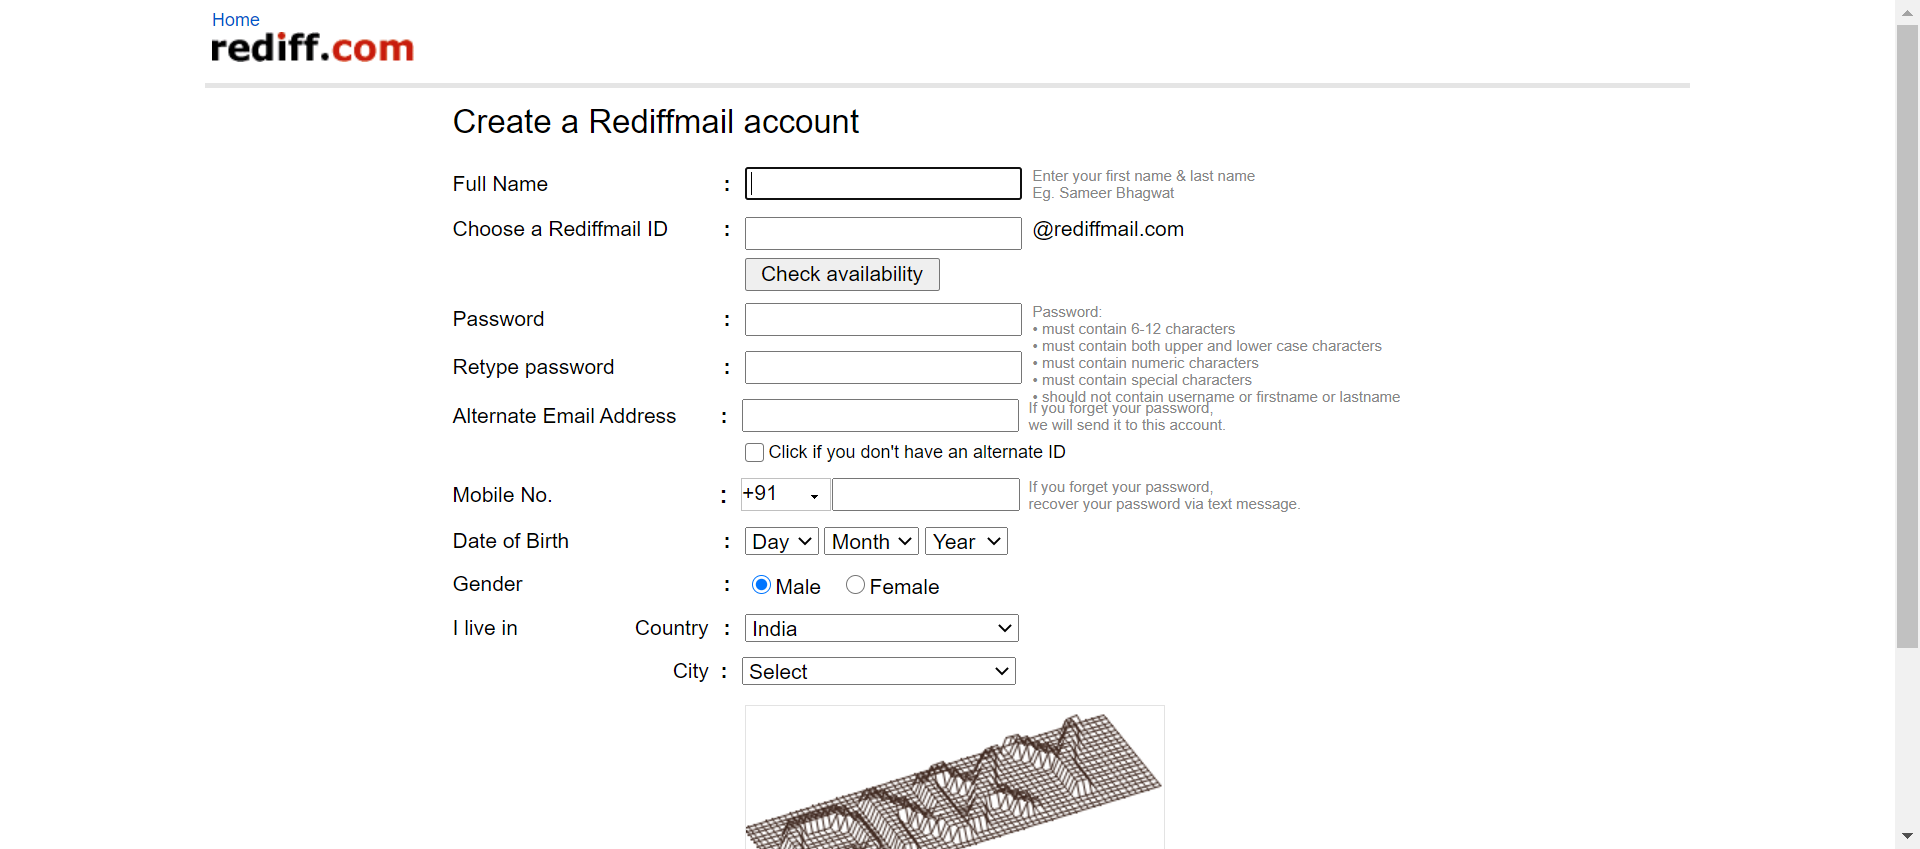 Home
rediff.com
Create a Rediffmail account
Full Name :
Enter your first name & last name
Eg. Sameer Bhagwat
Choose a Rediffmail ID : @rediffmail.com
Check availability
Password :
Password:
• must contain 6-12 characters
• must contain both upper and lower case characters
Retype password :
• must contain numeric characters
• must contain special characters
• should not contain username or firstname or lastname
Alternate Email Address :
If you forget your password,
we will send it to this account.
Click if you don't have an alternate ID
Mobile No. : +91
If you forget your password,
recover your password via text message.
Date of Birth : Day Month Year
Gender : Male Female
I live in Country : India
City : Select